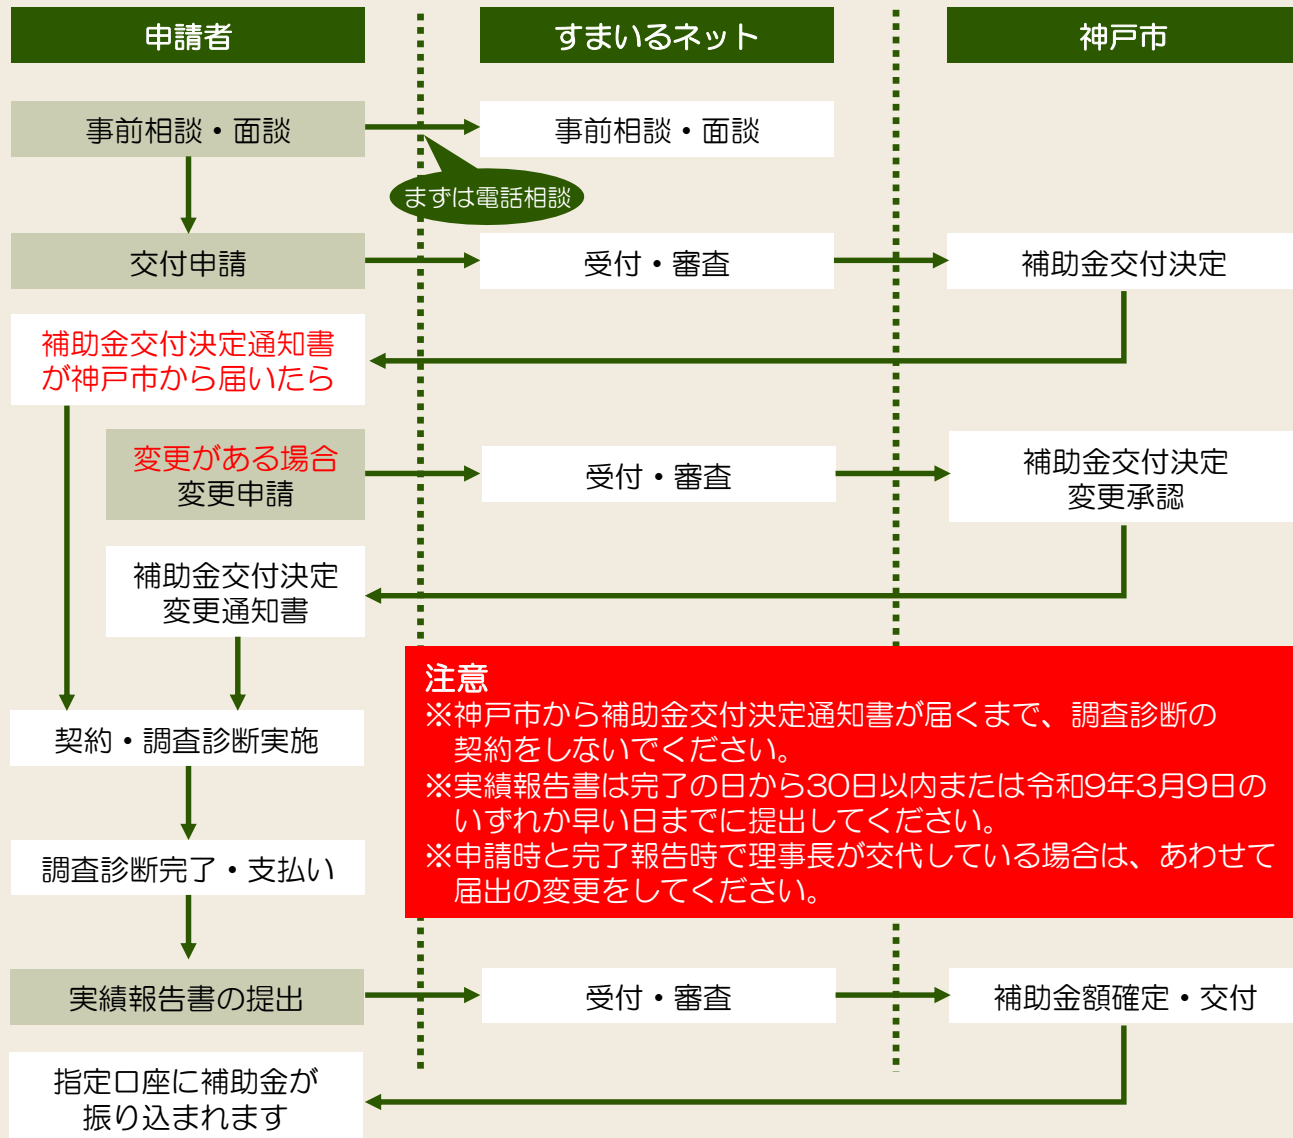 申請者
すまいるネット
神戸市
事前相談・面談
事前相談・面談
まずは電話相談
交付申請
受付・審査
補助金交付決定
補助金交付決定通知書
が神戸市から届いたら
変更がある場合
変更申請
受付・審査
補助金交付決定
変更承認
補助金交付決定
変更通知書
注意
※神戸市から補助金交付決定通知書が届くまで、調査診断の
契約をしないでください。
※実績報告書は完了の日から30日以内または令和9年3月9日の
いずれか早い日までに提出してください。
※申請時と完了報告時で理事長が交代している場合は、あわせて
届出の変更をしてください。
契約・調査診断実施
調査診断完了・支払い
実績報告書の提出
受付・審査
補助金額確定・交付
指定口座に補助金が
振り込まれます